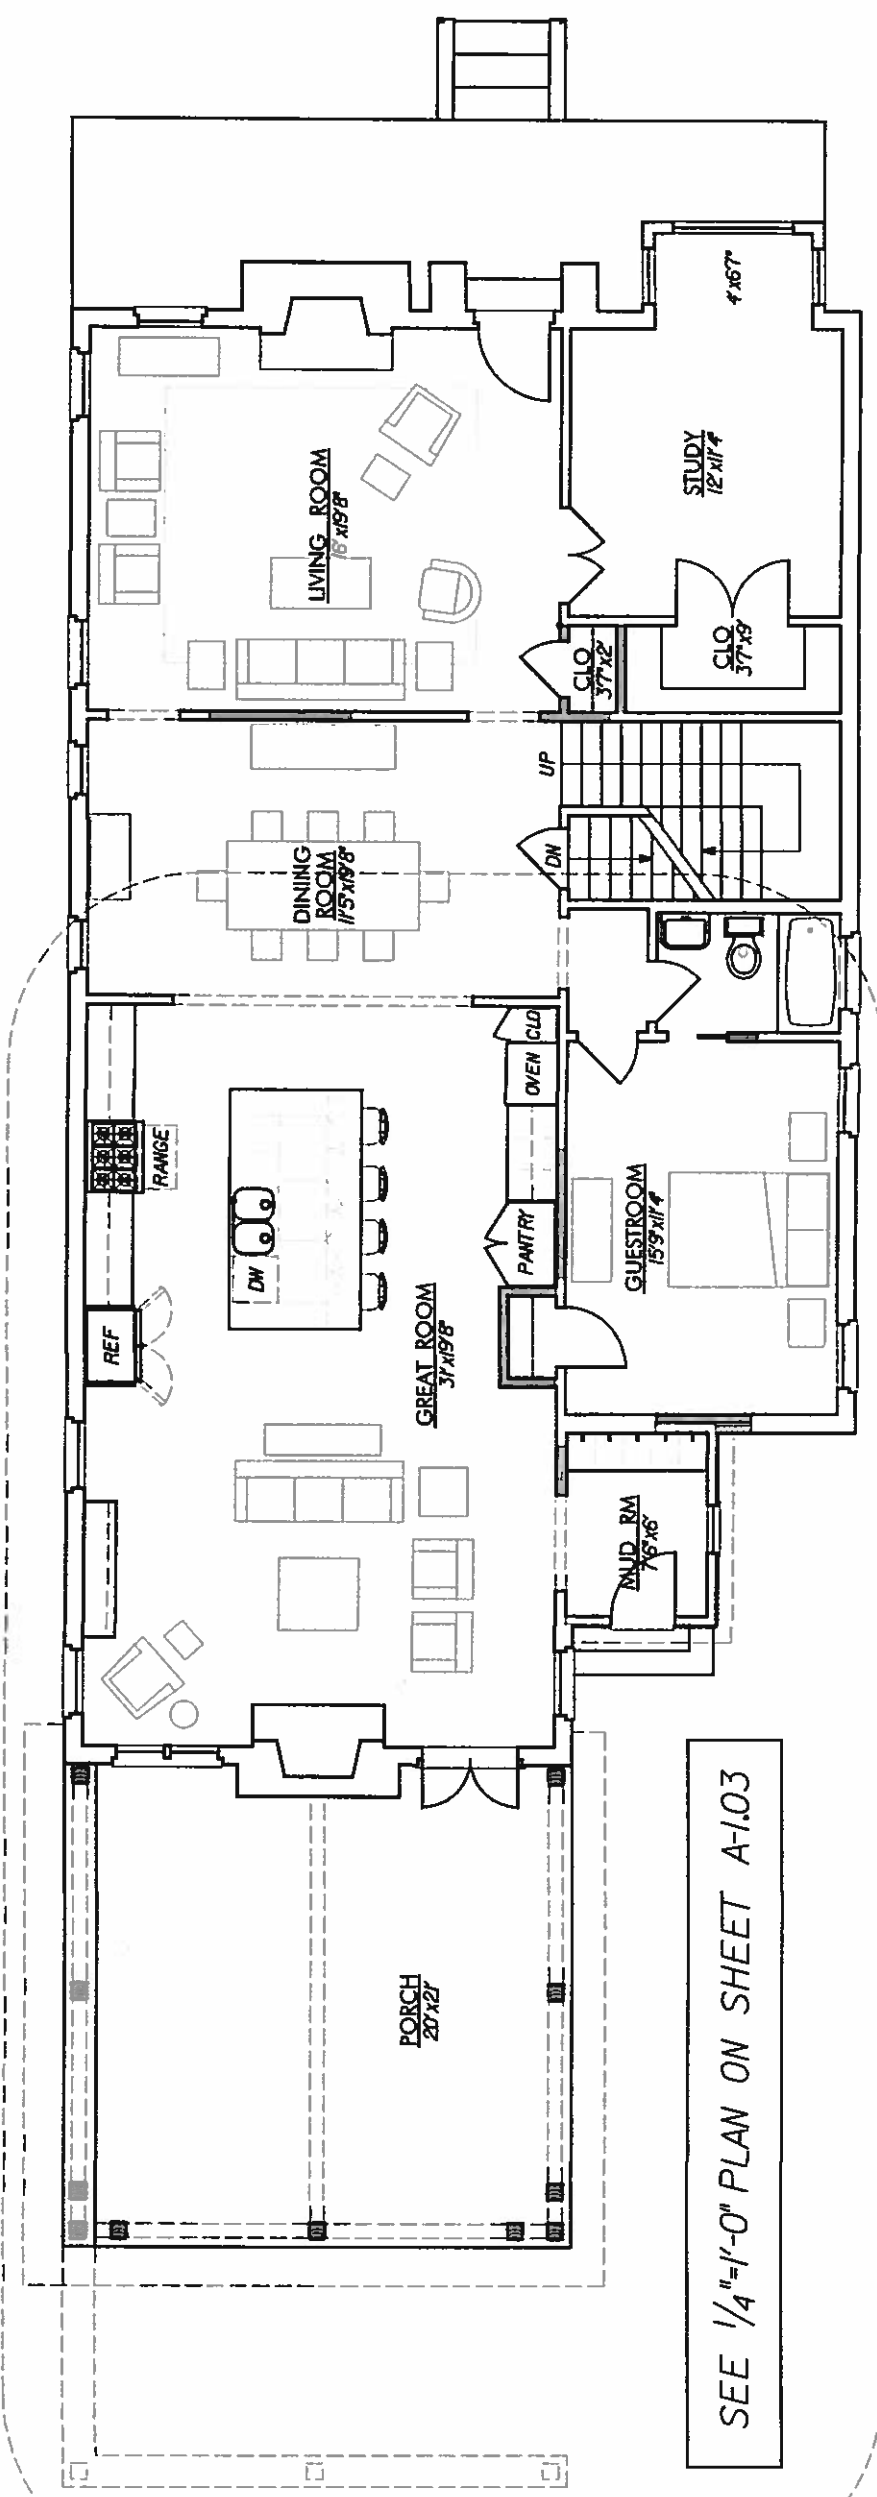 4'x6'7"
STUDY
12'x11'4"
LIVING ROOM
16'x19'8"
CLO
3'7"x2'
CLO
3'7"x9'
UP
DN
DINING
ROOM
11'5"x19'8"
CLO
OVEN
RANGE
PANTRY
DW
REF
GREAT ROOM
31'x19'8"
GUESTROOM
15'9"x11'4"
MUD RM
7'6"x6'
PORCH
20'x21'
SEE 1/4"=1'-0" PLAN ON SHEET A-1.03